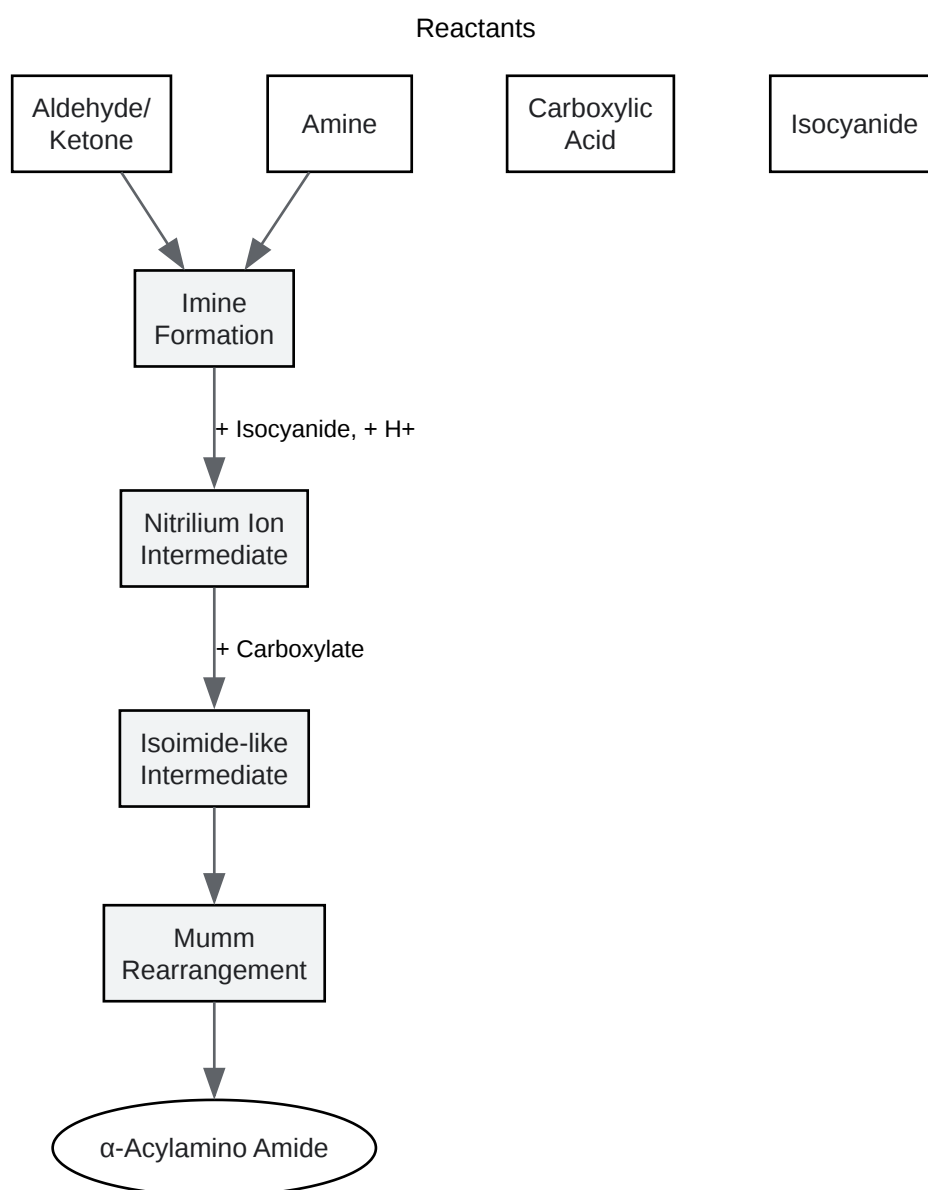 Reactants
Aldehyde/
Ketone
Amine
Carboxylic
Acid
Isocyanide
Imine
Formation
+ Isocyanide, + H+
Nitrilium Ion
Intermediate
+ Carboxylate
Isoimide-like
Intermediate
Mumm
Rearrangement
α-Acylamino Amide